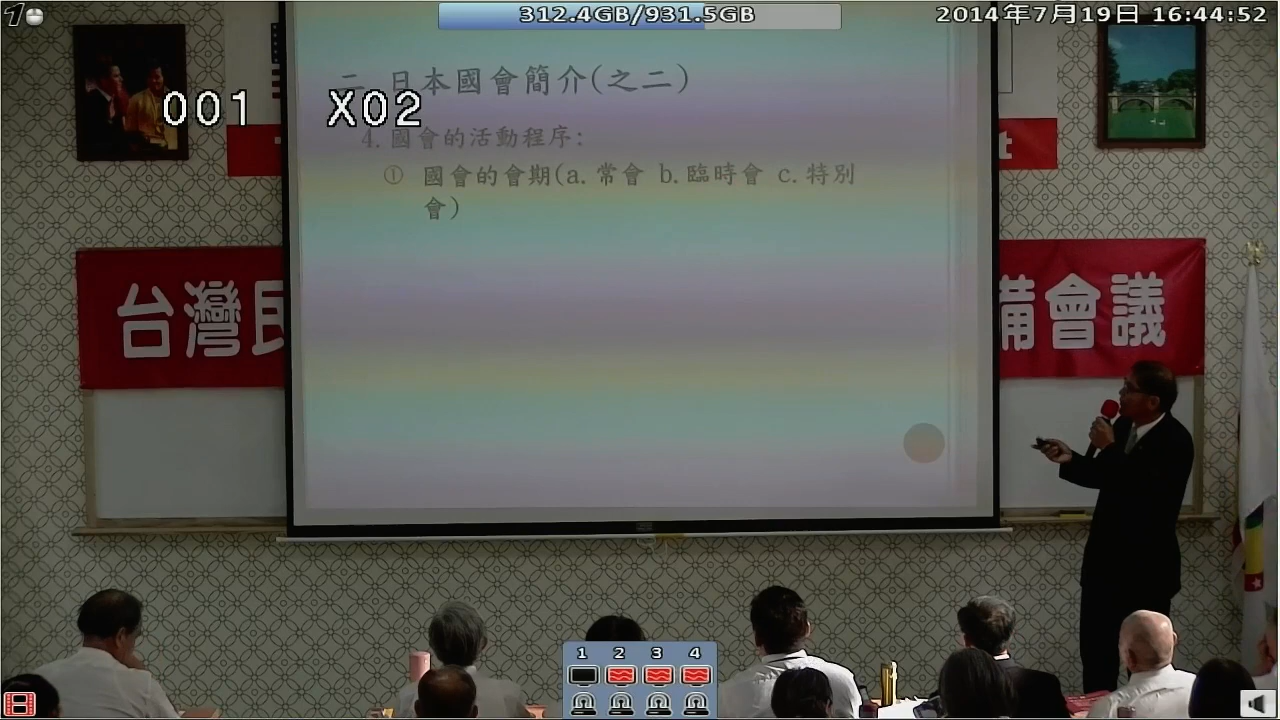 1
312.4GB/931.5GB
2014年7月19日 16:44:52
二 日本國會簡介(之二)
001 X02
4.國會的活動程序:
① 國會的會期(a.常會 b.臨時會 c.特別
會)
t
台灣民
備會議
1 2 3 4